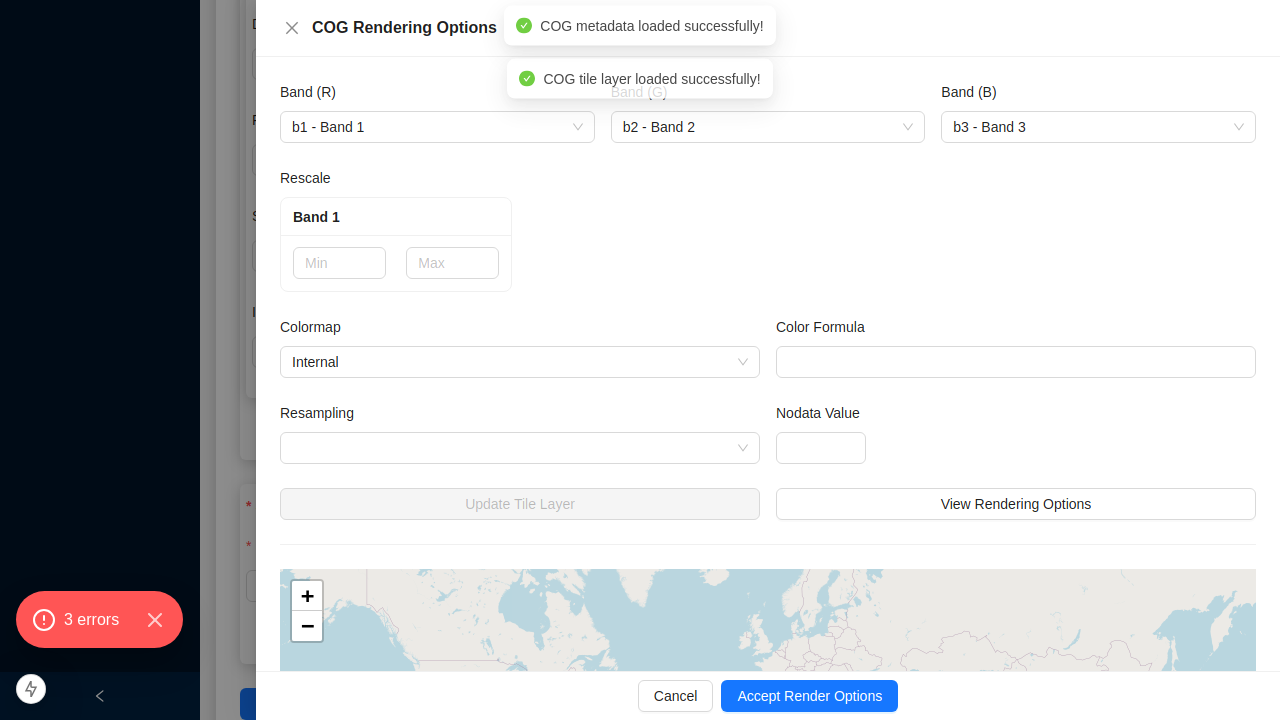 COG Rendering Options
COG metadata loaded successfully!
COG tile layer loaded successfully!
Band (R)
Band (G)
Band (B)
b1 - Band 1
b2 - Band 2
b3 - Band 3
Rescale
Band 1
Min
Max
Colormap
Color Formula
Internal
Resampling
Nodata Value
Update Tile Layer
View Rendering Options
+
−
3 errors
*
*
Cancel
Accept Render Options